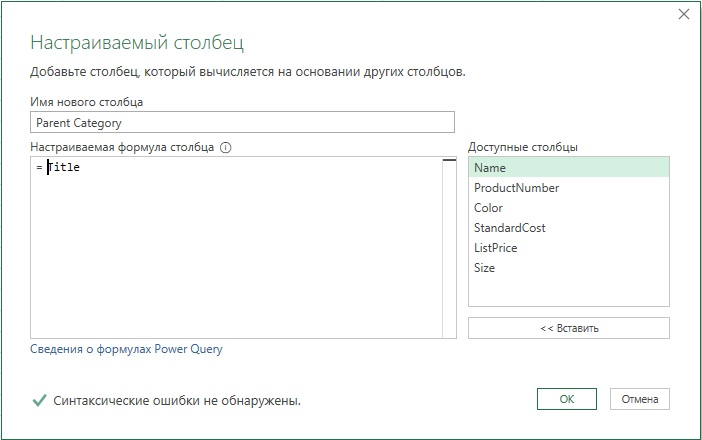 Настраиваемый столбец
Добавьте столбец, который вычисляется на основании других столбцов.
Имя нового столбца
Parent Category
Настраиваемая формула столбца
= Title
Доступные столбцы
Name
ProductNumber
Color
StandardCost
ListPrice
Size
<< Вставить
Сведения о формулах Power Query
Синтаксические ошибки не обнаружены.
ОК
Отмена